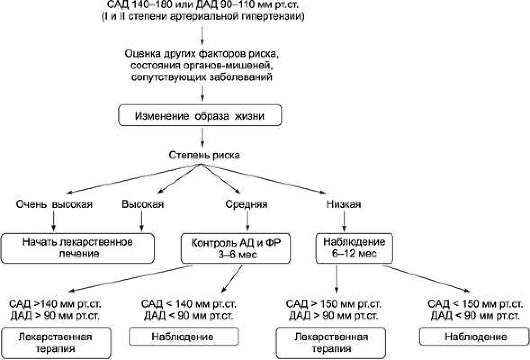 САД 140–180 или ДАД 90–110 мм рт.ст.
(I и II степени артериальной гипертензии)
Оценка других факторов риска,
состояния органов-мишеней,
сопутствующих заболеваний
Изменение образа жизни
Степень риска
Очень высокая
Высокая
Средняя
Низкая
Начать лекарственное
лечение
Контроль АД и ФР
3–6 мес
Наблюдение
6–12 мес
САД >140 мм рт.ст.
ДАД > 90 мм рт.ст.
САД < 140 мм рт.ст.
ДАД < 90 мм рт.ст.
САД > 150 мм рт.ст.
ДАД > 90 мм рт.ст.
САД < 150 мм рт.ст.
ДАД < 90 мм рт.ст.
Лекарственная
терапия
Наблюдение
Лекарственная
терапия
Наблюдение